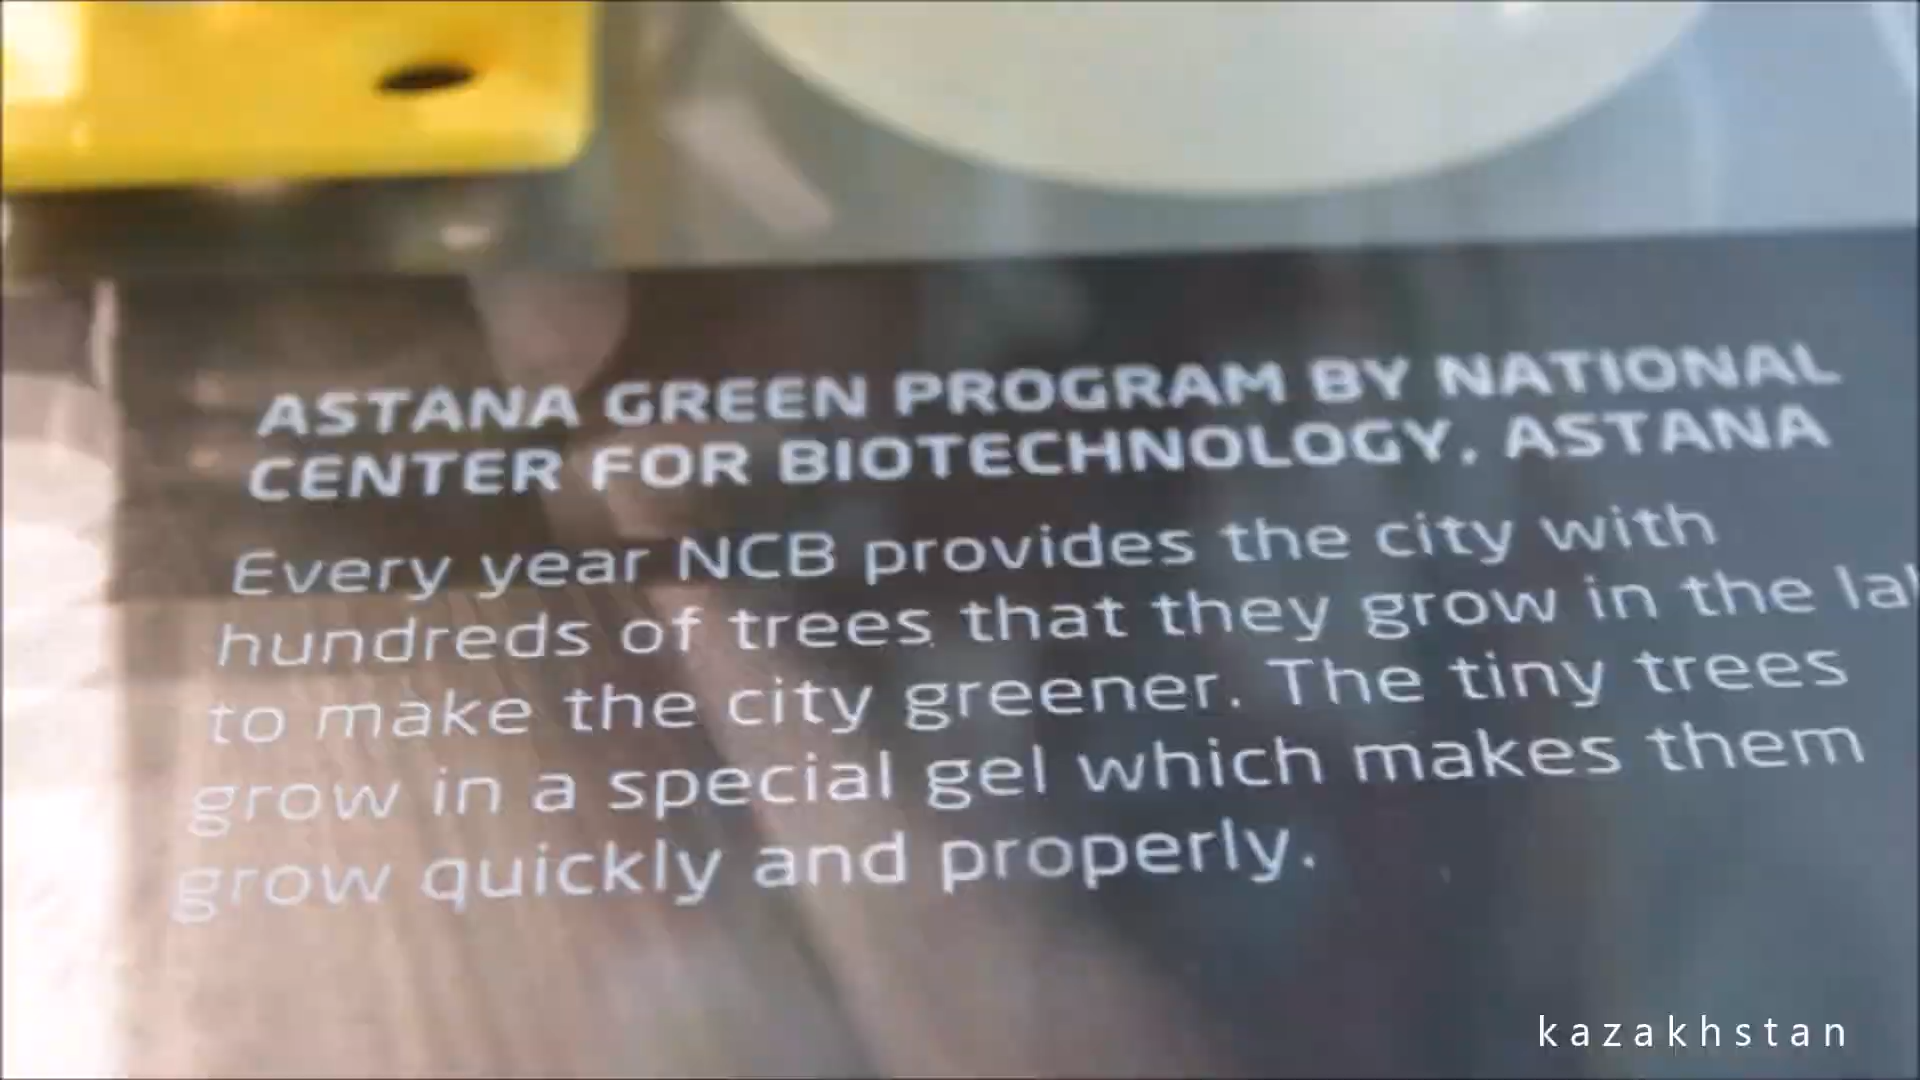 ASTANA GREEN PROGRAM BY NATIONAL
CENTER FOR BIOTECHNOLOGY, ASTANA
Every year NCB provides the city with
hundreds of trees that they grow in the
to make the city greener. The tiny trees
grow in a special gel which makes them
grow quickly and properly.
kazakhstan